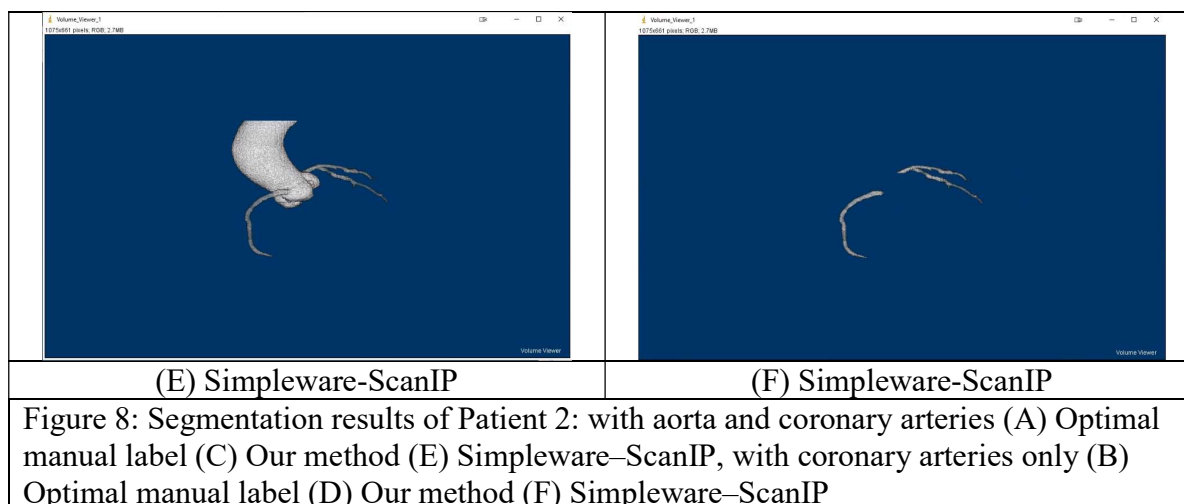 Volume_Viewer_1
1075x661 pixels; RGB; 2.7MB
Volume Viewer
Volume_Viewer_1
1075x661 pixels; RGB; 2.7MB
Volume Viewer
(E) Simpleware-ScanIP
(F) Simpleware-ScanIP
Figure 8: Segmentation results of Patient 2: with aorta and coronary arteries (A) Optimal
manual label (C) Our method (E) Simpleware–ScanIP, with coronary arteries only (B)
Optimal manual label (D) Our method (F) Simpleware–ScanIP